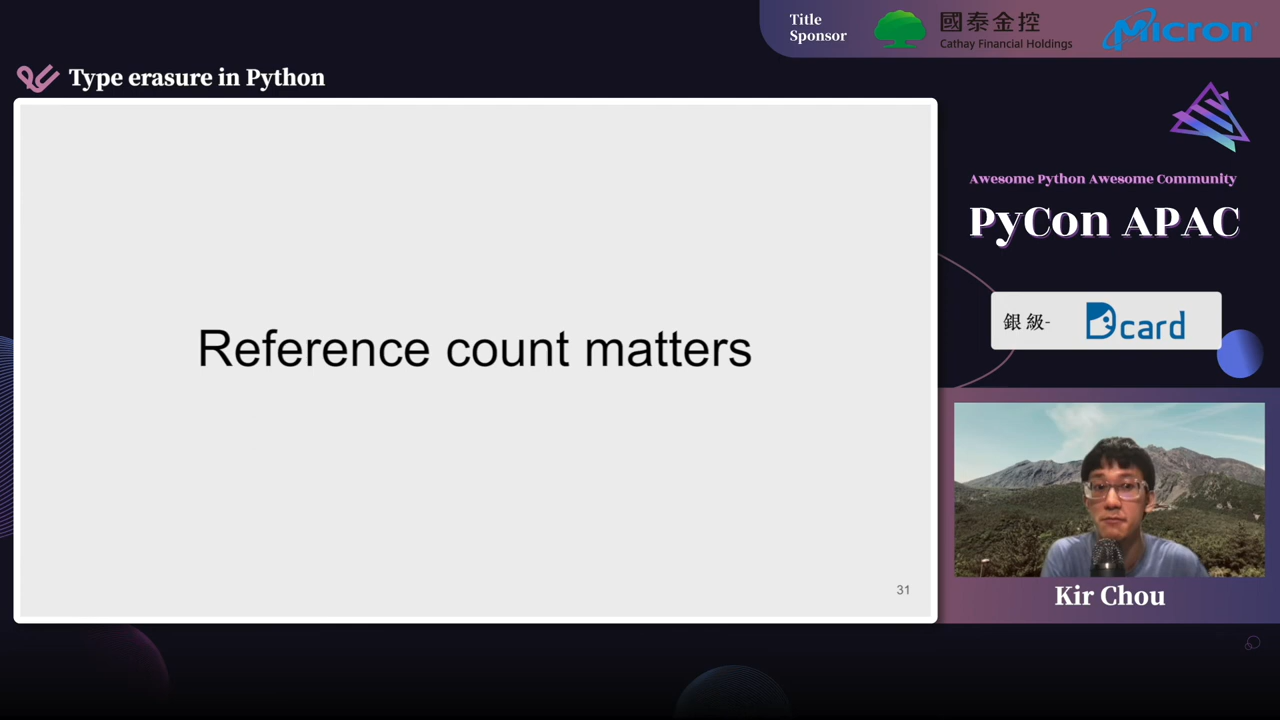 Title
Sponsor
國泰金控
Cathay Financial Holdings
Micron
Type erasure in Python
Awesome Python Awesome Community
PyCon APAC
銀級-
Dcard
Reference count matters
31
Kir Chou